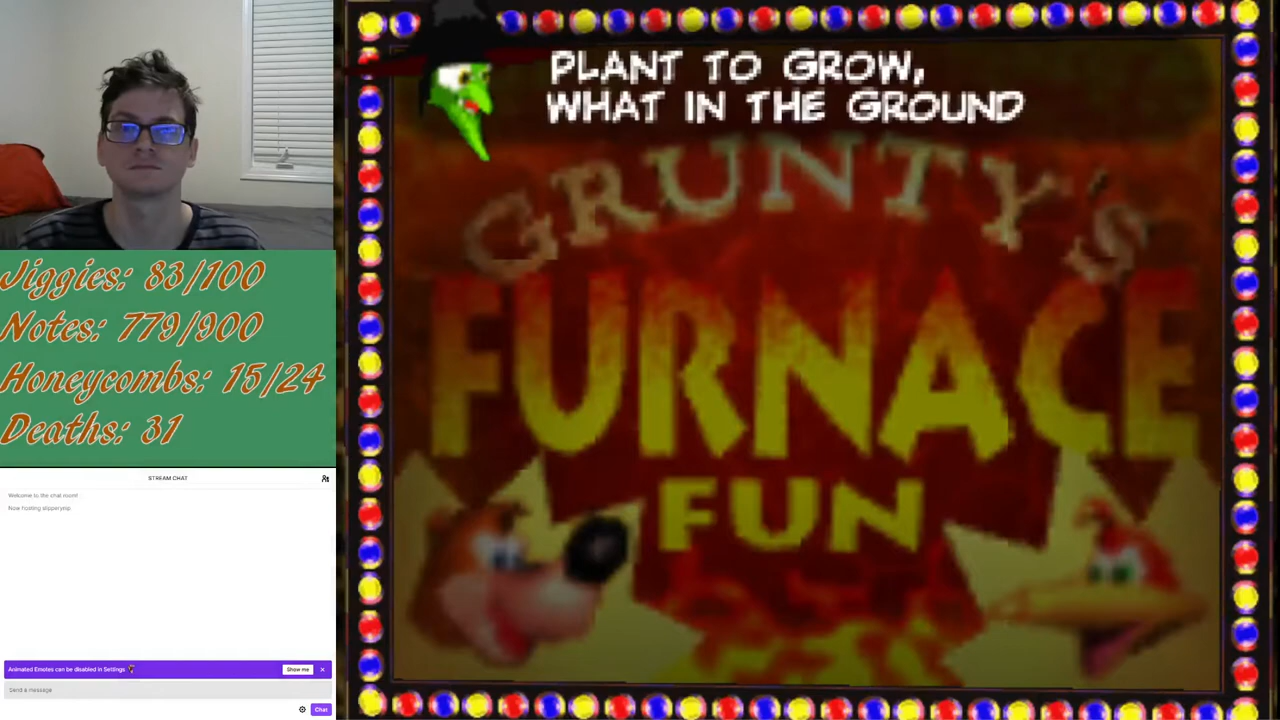 PLANT TO GROW,
WHAT IN THE GROUND
GRUNTY'S
FURNACE
FUN
Jiggies: 83/100
Notes: 779/900
Honeycombs: 15/24
Deaths: 31
STREAM CHAT
Welcome to the chat room!
Now hosting slipperynip.
Animated Emotes can be disabled in Settings
Show me
Send a message
Chat